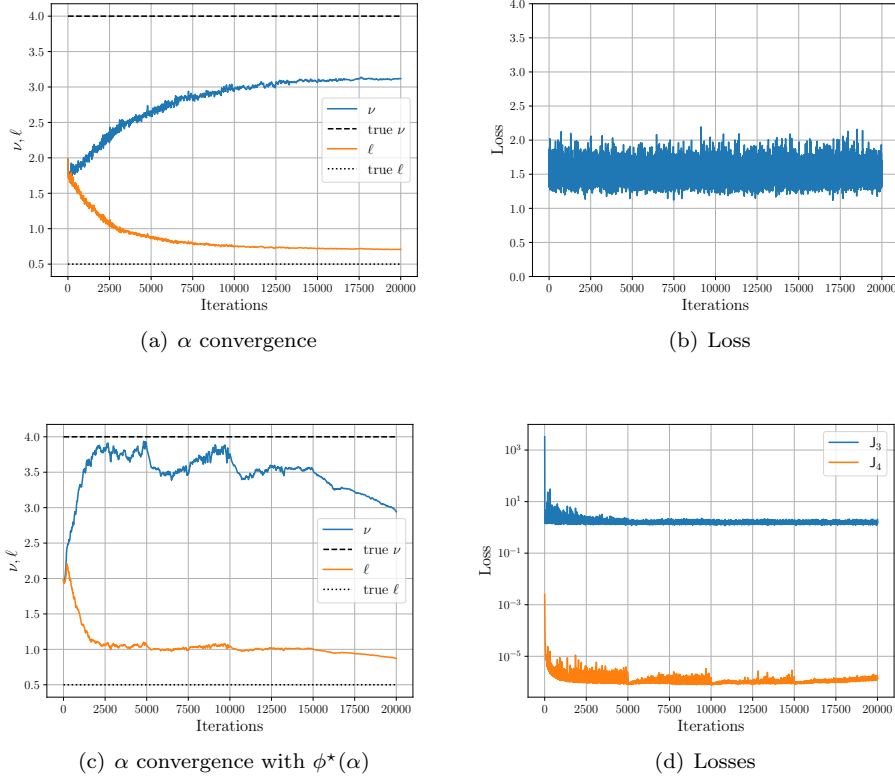 4.0
3.5
3.0
2.5
2.0
1.5
1.0
0.5
ν, ℓ
ν
true ν
ℓ
true ℓ
0 2500 5000 7500 10000 12500 15000 17500 20000
Iterations
(a) α convergence
4.0
3.5
3.0
2.5
2.0
1.5
1.0
0.5
0.0
Loss
0 2500 5000 7500 10000 12500 15000 17500 20000
Iterations
(b) Loss
4.0
3.5
3.0
2.5
2.0
1.5
1.0
0.5
ν, ℓ
ν
true ν
ℓ
true ℓ
0 2500 5000 7500 10000 12500 15000 17500 20000
Iterations
(c) α convergence with ϕ⋆(α)
10³
10¹
10⁻¹
10⁻³
10⁻⁵
Loss
J₃
J₄
0 2500 5000 7500 10000 12500 15000 17500 20000
Iterations
(d) Losses